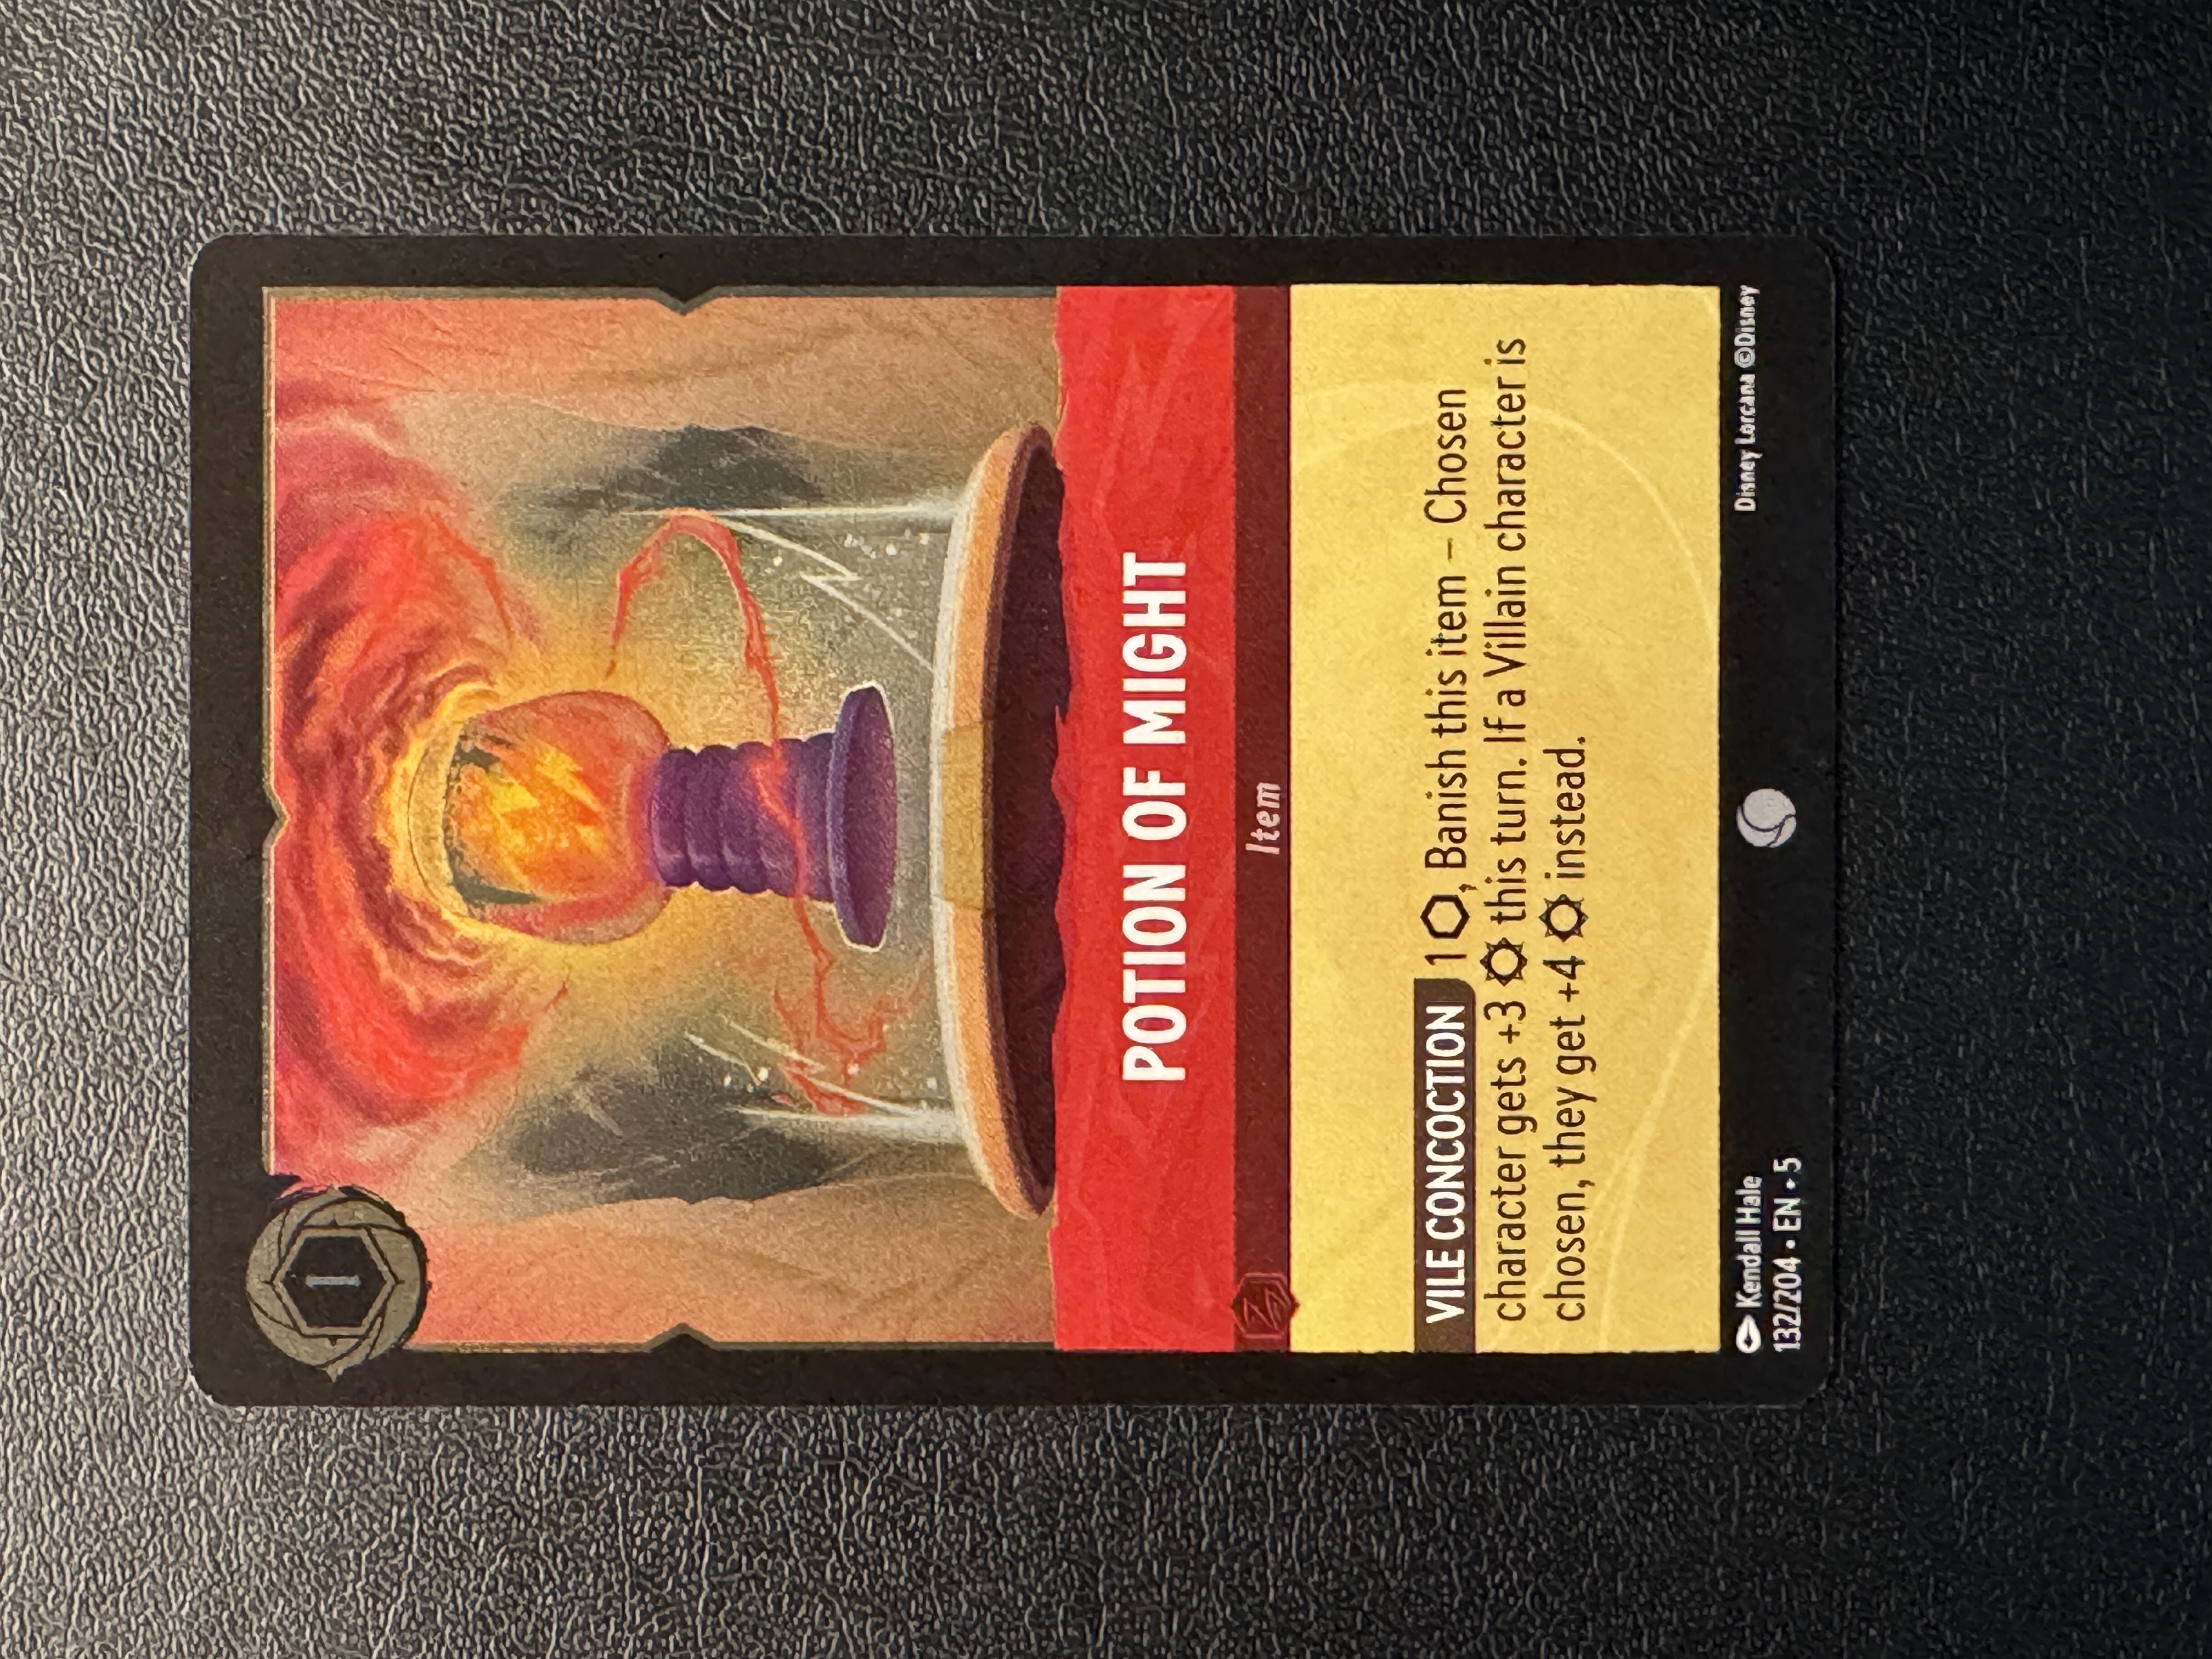 1
POTION OF MIGHT
Item
VILE CONCOCTION 1 ⬡, Banish this item – Chosen
character gets +3 ¤ this turn. If a Villain character is
chosen, they get +4 ¤ instead.
Kendall Hale
132/204 • EN • 5
Disney Lorcana ©Disney